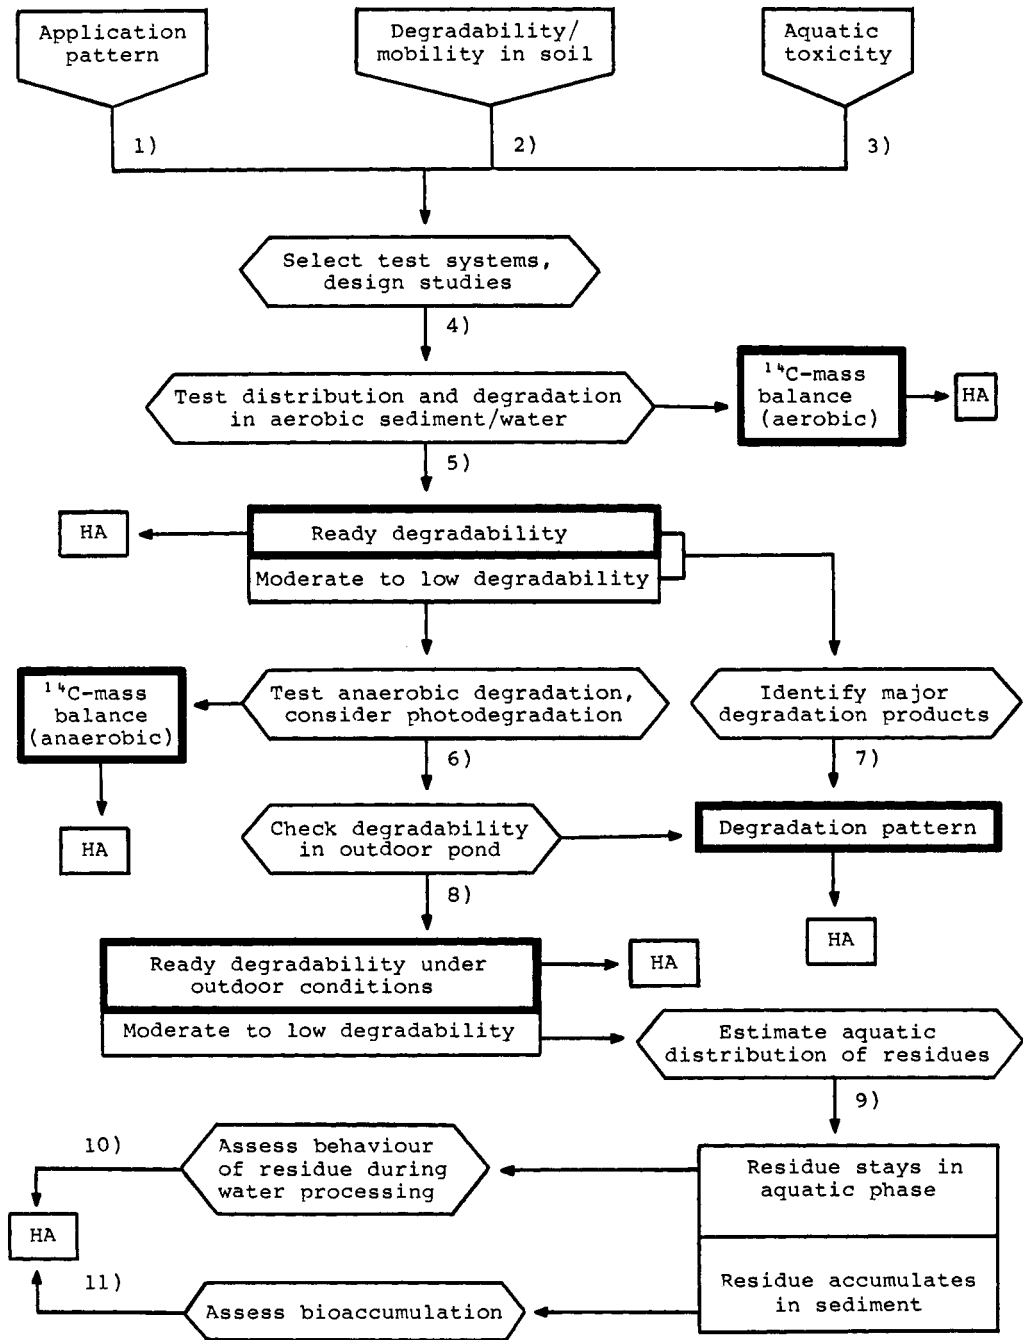 Application
pattern
Degradability/
mobility in soil
Aquatic
toxicity
1)
2)
3)
Select test systems,
design studies
4)
Test distribution and degradation
in aerobic sediment/water
¹⁴C-mass
balance
(aerobic)
HA
5)
HA
Ready degradability
Moderate to low degradability
¹⁴C-mass
balance
(anaerobic)
Test anaerobic degradation,
consider photodegradation
Identify major
degradation products
6)
7)
HA
Check degradability
in outdoor pond
Degradation pattern
8)
HA
Ready degradability under
outdoor conditions
HA
Moderate to low degradability
Estimate aquatic
distribution of residues
9)
10)
Assess behaviour
of residue during
water processing
Residue stays in
aquatic phase
HA
11)
Assess bioaccumulation
Residue accumulates
in sediment